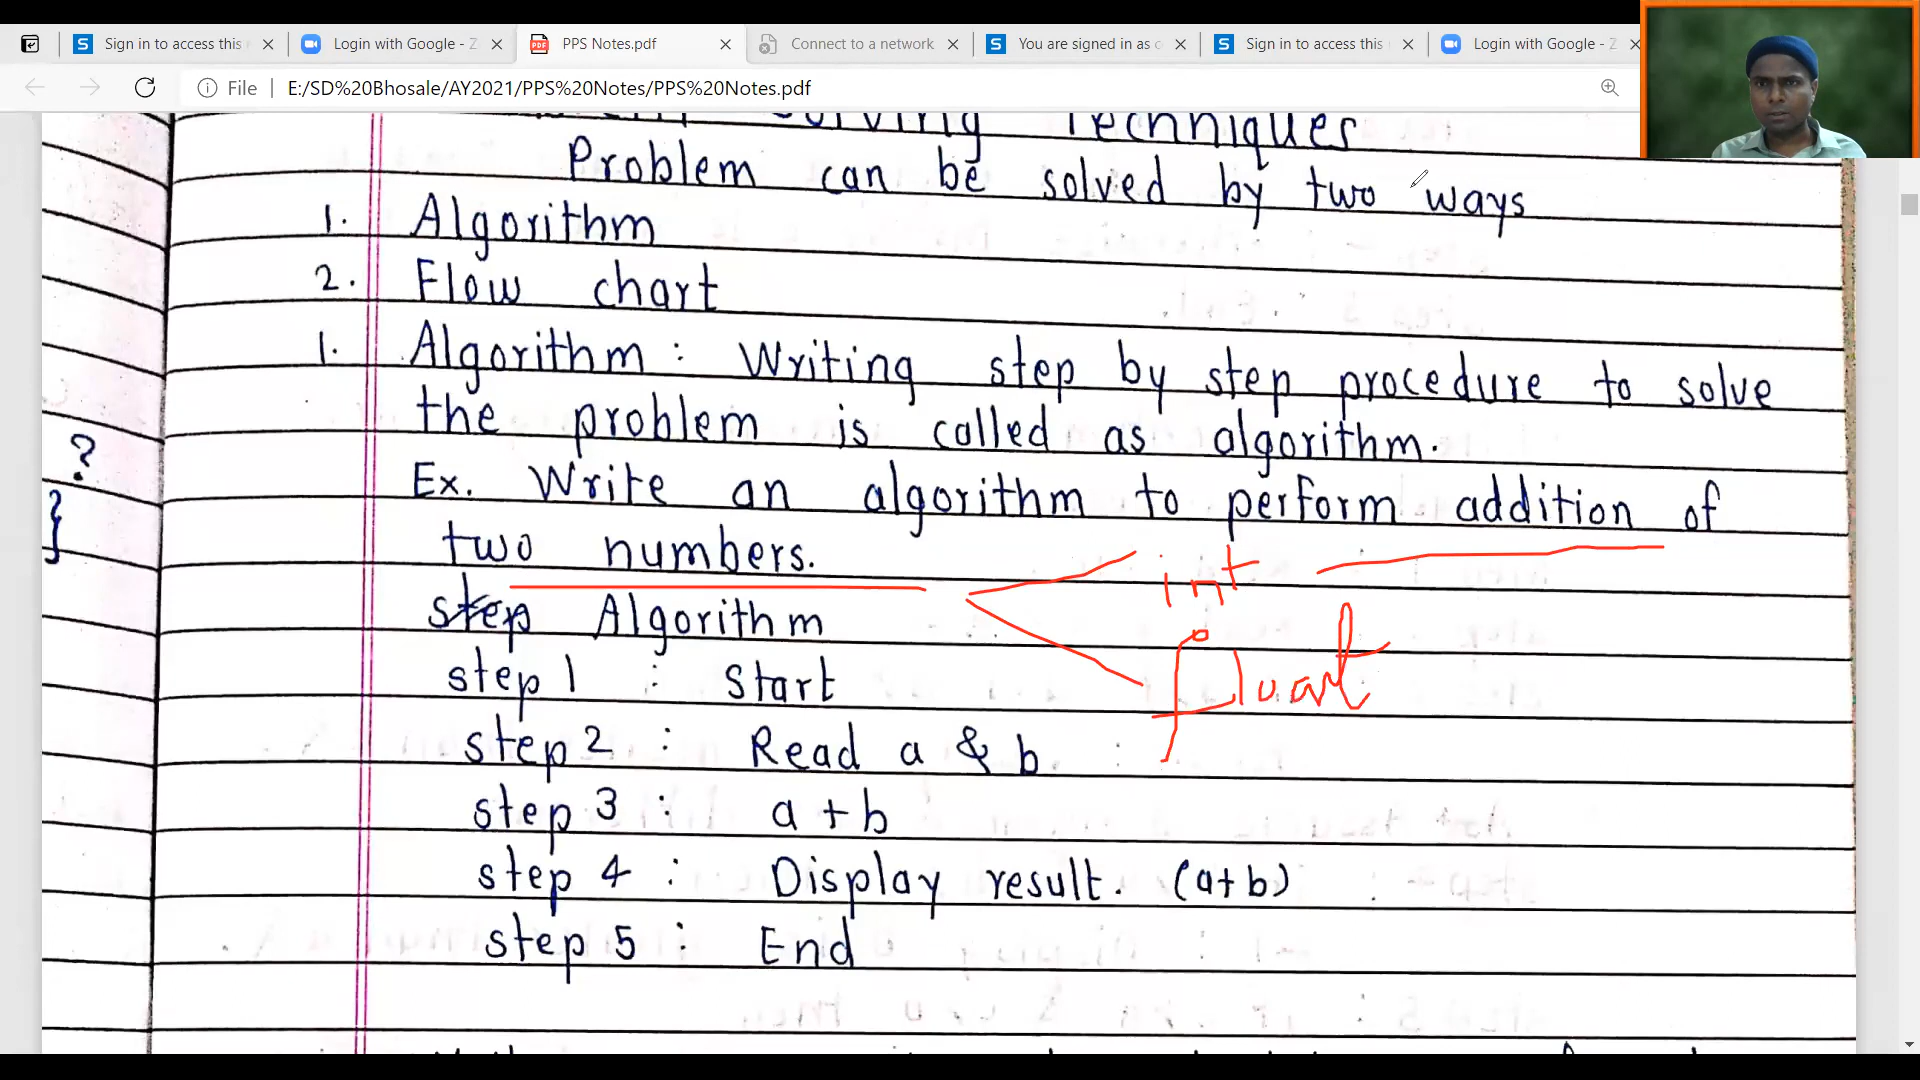 Sign in to access this
Login with Google - Z
PPS Notes.pdf
Connect to a network
You are signed in as c
Sign in to access this
Login with Google - Z
File
E:/SD%20Bhosale/AY2021/PPS%20Notes/PPS%20Notes.pdf
Techniques
Problem can be solved by two ways
1. Algorithm
2. Flow chart
1. Algorithm : Writing step by step procedure to solve
the problem is called as algorithm.
?
}
Ex. Write an algorithm to perform addition of
two numbers.
int
step Algorithm
float
step 1 : Start
step 2 : Read a & b
step 3 : a + b
step 4 : Display result. (a+b)
step 5 : End